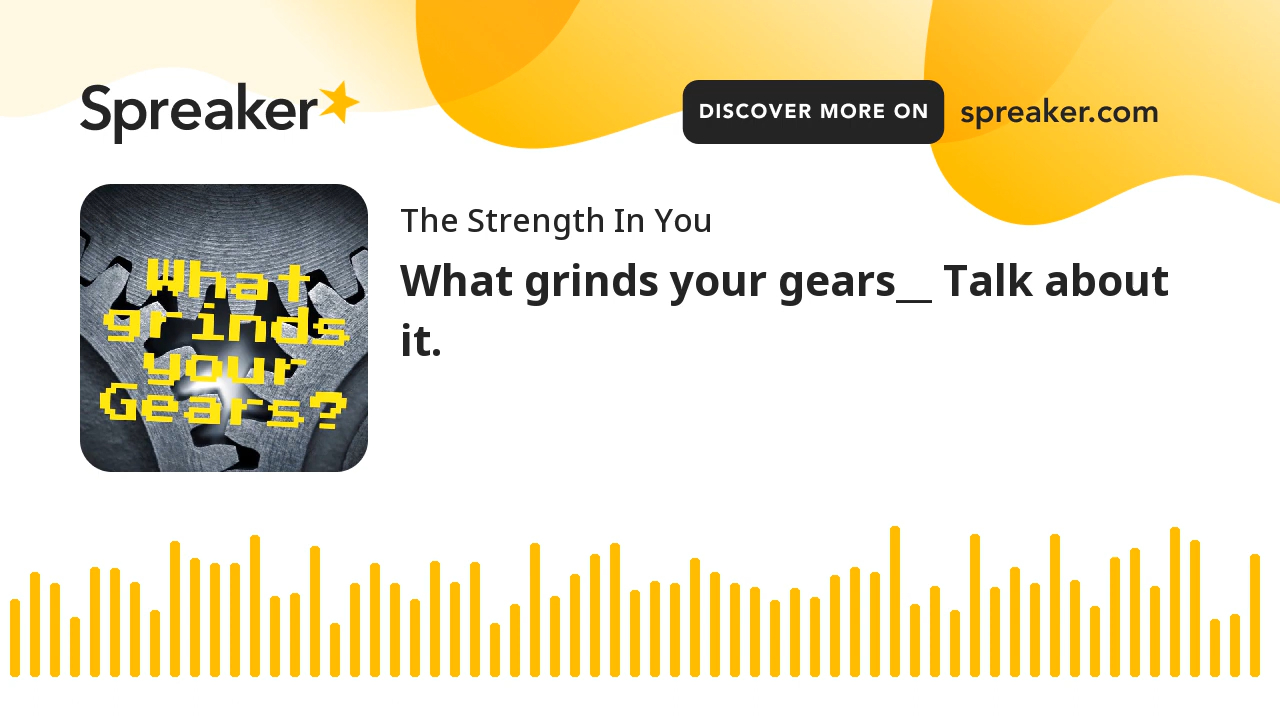 Spreaker
DISCOVER MORE ON spreaker.com
The Strength In You
What grinds your gears__ Talk about
it.
What
grinds
your
Gears?